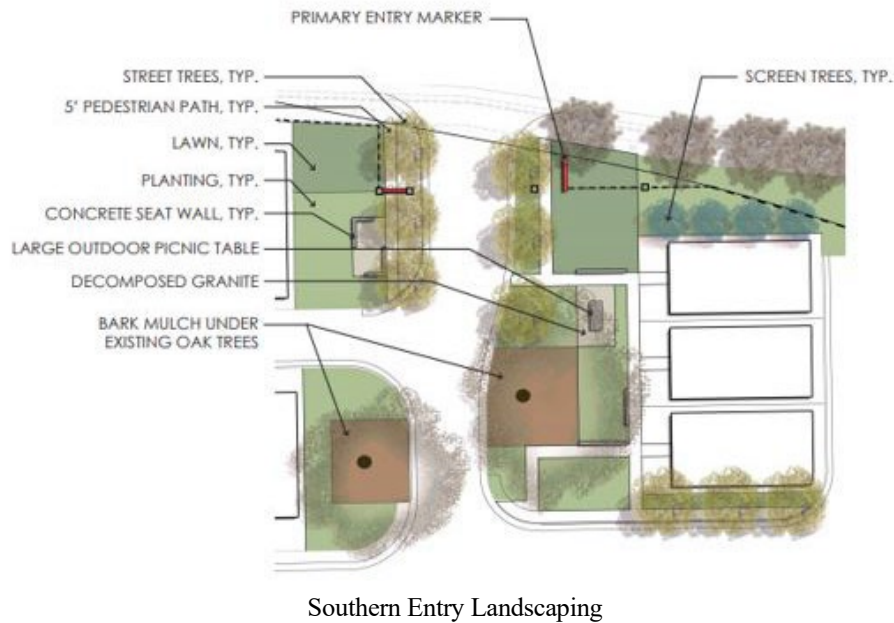 PRIMARY ENTRY MARKER
STREET TREES, TYP.
SCREEN TREES, TYP.
5' PEDESTRIAN PATH, TYP.
LAWN, TYP.
PLANTING, TYP.
CONCRETE SEAT WALL, TYP.
LARGE OUTDOOR PICNIC TABLE
DECOMPOSED GRANITE
BARK MULCH UNDER
EXISTING OAK TREES
Southern Entry Landscaping